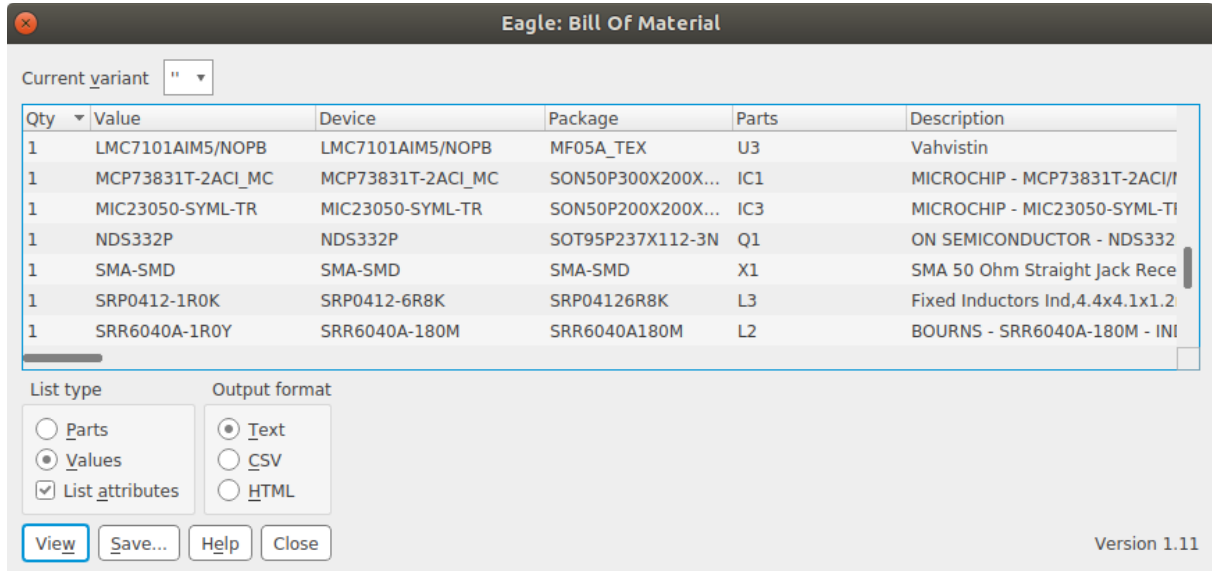 Eagle: Bill Of Material
Current variant ''
Qty Value Device Package Parts Description
1 LMC7101AIM5/NOPB LMC7101AIM5/NOPB MF05A_TEX U3 Vahvistin
1 MCP73831T-2ACI_MC MCP73831T-2ACI_MC SON50P300X200X... IC1 MICROCHIP - MCP73831T-2ACI/
1 MIC23050-SYML-TR MIC23050-SYML-TR SON50P200X200X... IC3 MICROCHIP - MIC23050-SYML-T
1 NDS332P NDS332P SOT95P237X112-3N Q1 ON SEMICONDUCTOR - NDS332
1 SMA-SMD SMA-SMD SMA-SMD X1 SMA 50 Ohm Straight Jack Rece
1 SRP0412-1R0K SRP0412-6R8K SRP04126R8K L3 Fixed Inductors Ind,4.4x4.1x1.2
1 SRR6040A-1R0Y SRR6040A-180M SRR6040A180M L2 BOURNS - SRR6040A-180M - IN
List type Output format
Parts Text
Values CSV
List attributes HTML
View Save... Help Close Version 1.11